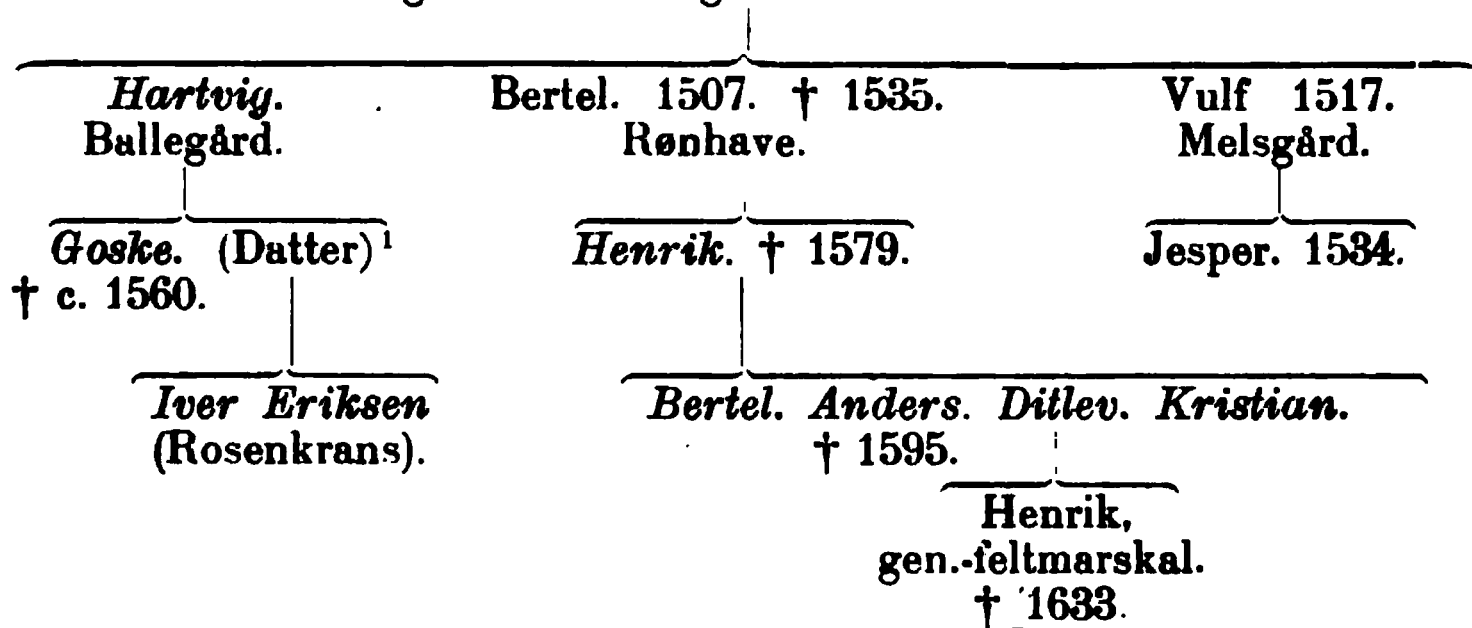 Hartvig. Bertel. 1507. † 1535. Vulf 1517.
Ballegård. Rønhave. Melsgård.
Goske. (Datter)¹ Henrik. † 1579. Jesper. 1534.
† c. 1560.
Iver Eriksen Bertel. Anders. Ditlev. Kristian.
(Rosenkrans). † 1595.
Henrik,
gen.-feltmarskal.
† 1633.